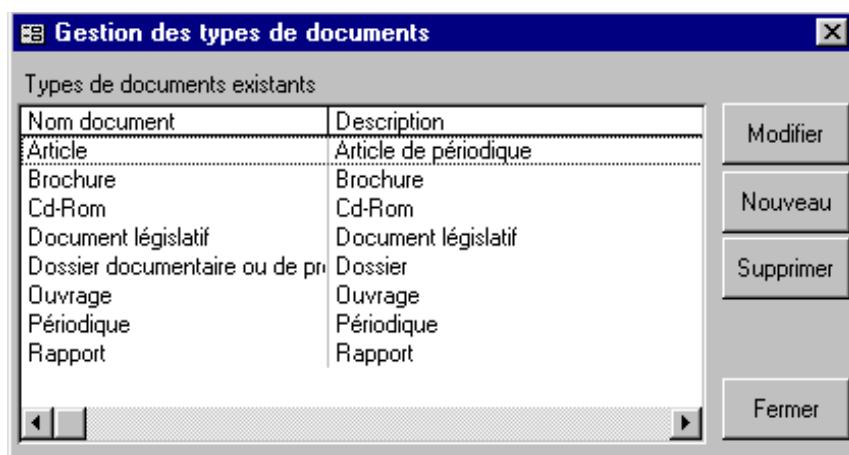 Gestion des types de documents
Types de documents existants
Nom document Description
Article Article de périodique
Brochure Brochure
Cd-Rom Cd-Rom
Document législatif Document législatif
Dossier documentaire ou de pr Dossier
Ouvrage Ouvrage
Périodique Périodique
Rapport Rapport
Modifier
Nouveau
Supprimer
Fermer